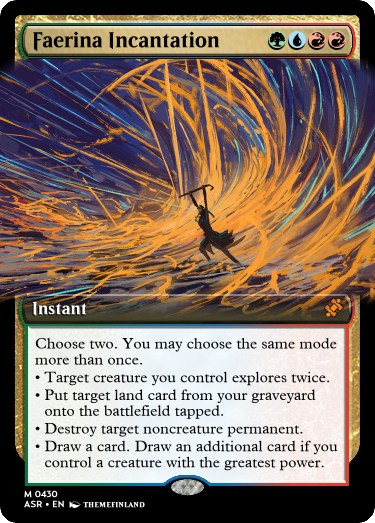 Faerina Incantation
Instant
Choose two. You may choose the same mode
more than once.
• Target creature you control explores twice.
• Put target land card from your graveyard
onto the battlefield tapped.
• Destroy target noncreature permanent.
• Draw a card. Draw an additional card if you
control a creature with the greatest power.
M 0430
ASR • EN THEMEFINLAND